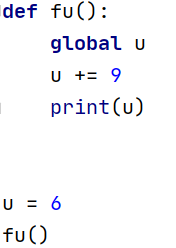 def fu():
    global u
    u += 9
    print(u)
u = 6
fu()